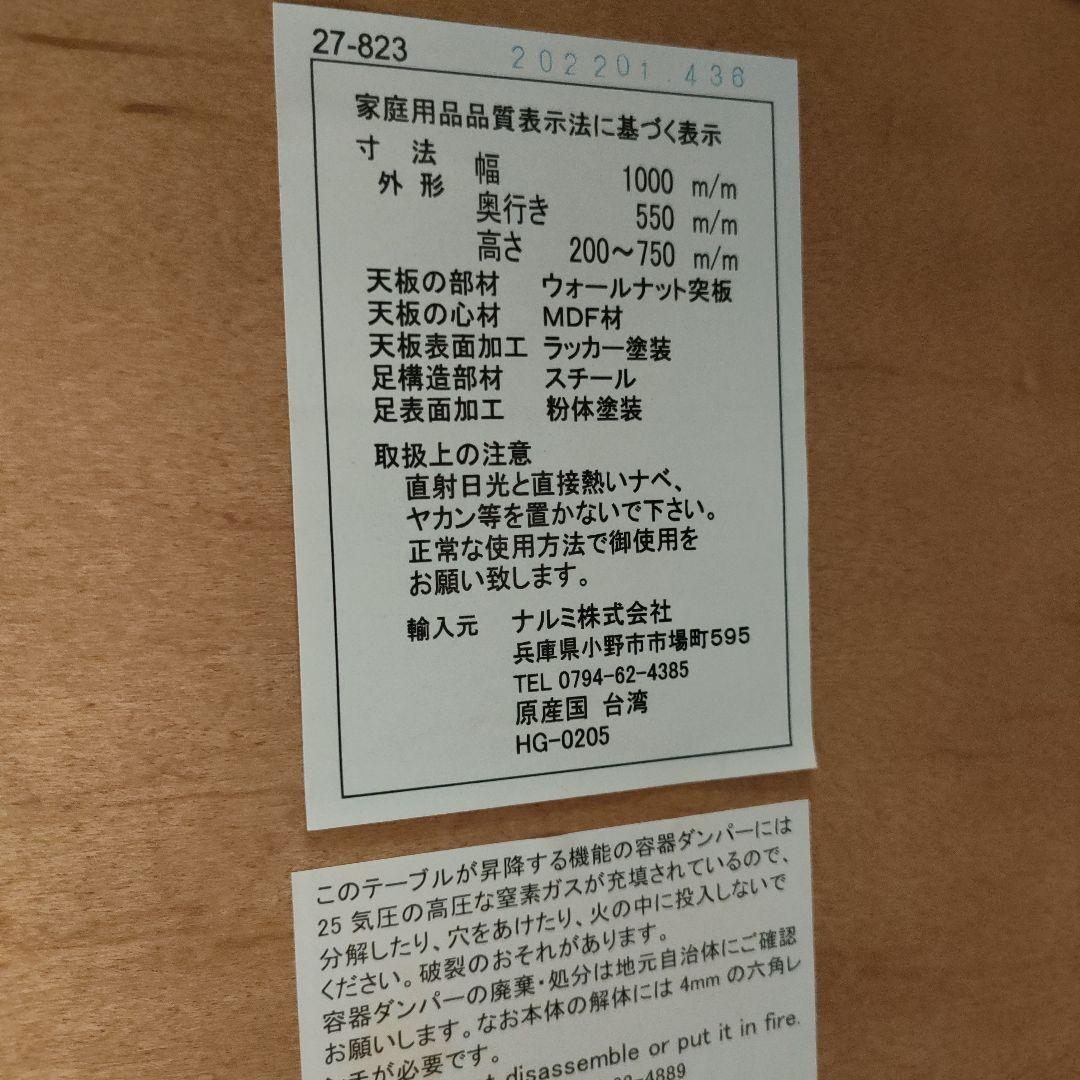 27-823
202201.436
家庭用品品質表示法に基づく表示
寸 法
外 形 幅 1000 m/m
奥行き 550 m/m
高さ 200～750 m/m
天板の部材 ウォールナット突板
天板の心材 MDF材
天板表面加工 ラッカー塗装
足構造部材 スチール
足表面加工 粉体塗装
取扱上の注意
直射日光と直接熱いナベ、
ヤカン等を置かないで下さい。
正常な使用方法で御使用を
お願い致します。
輸入元 ナルミ株式会社
兵庫県小野市市場町595
TEL 0794-62-4385
原産国 台湾
HG-0205
このテーブルが昇降する機能の容器ダンパーには
25 気圧の高圧な窒素ガスが充填されているので、
分解したり、穴をあけたり、火の中に投入しないで
ください。破裂のおそれがあります。
容器ダンパーの廃棄・処分は地元自治体にご確認
お願いします。なお本体の解体には 4mm の六角レ
ンチが必要です。
disassemble or put it in fire.
-4889